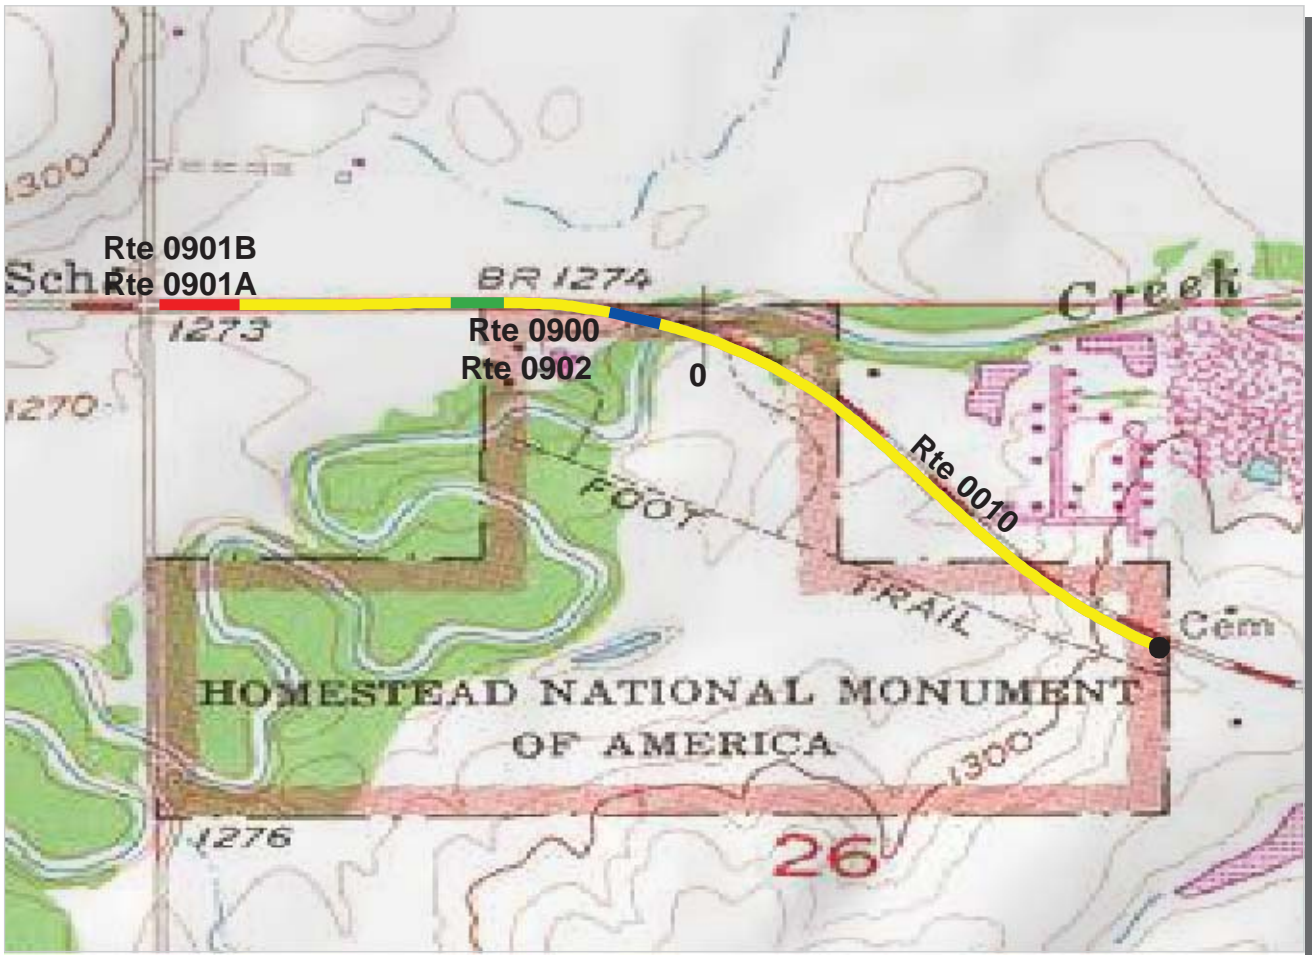 1300
Rte 0901B
Sch
Rte 0901A
BR 1274
Creek
1273
Rte 0900
Rte 0902
0
1270
Rte 0010
FOOT
TRAIL
Cem
HOMESTEAD NATIONAL MONUMENT
OF AMERICA
1300
1276
26